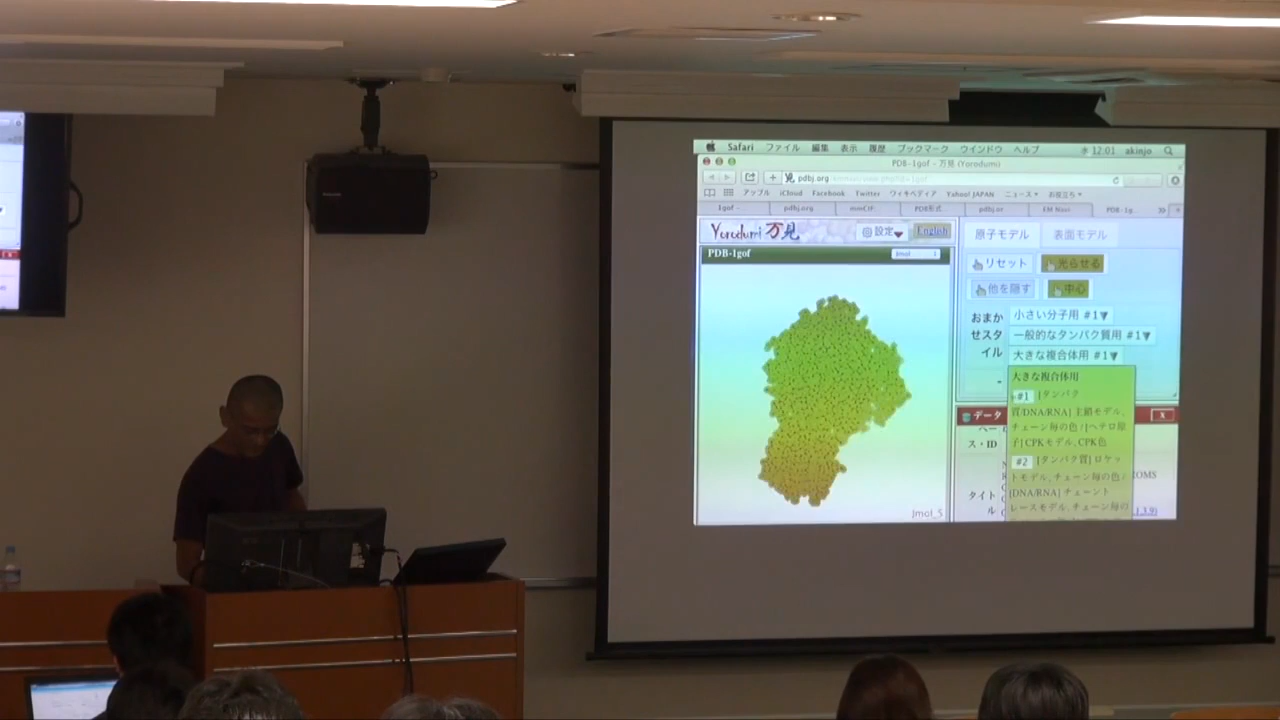 Safari ファイル 編集 表示 履歴 ブックマーク ウインドウ ヘルプ 12:01 akinjo
PDB-1gof - 万見 (Yorodumi)
pdbj.org
アップル iCloud Facebook Twitter ウィキペディア Yahoo! JAPAN ニュース お役立ち
1gof - pdbj.org mmCIF PDB形式 pdbj.or EM Navi PDB-1g...
Yorodumi 万見 設定 English
PDB-1gof Jmol
原子モデル 表面モデル
リセット 光らせる
他を隠す 中心
おまかせスタイル
小さい分子用 #1▼
一般的なタンパク質用 #1▼
大きな複合体用 #1▼
大きな複合体用
#1 [タンパク
質/DNA/RNA] 主鎖モデル、
チェーン毎の色 / [ヘテロ原
子] CPKモデル、CPK色
#2 [タンパク質] ロケッ
トモデル、チェーン毎の色 /
[DNA/RNA] チェーント
レースモデル、チェーン毎の
データ X
ス・ID
タイト
ル
Jmol_S